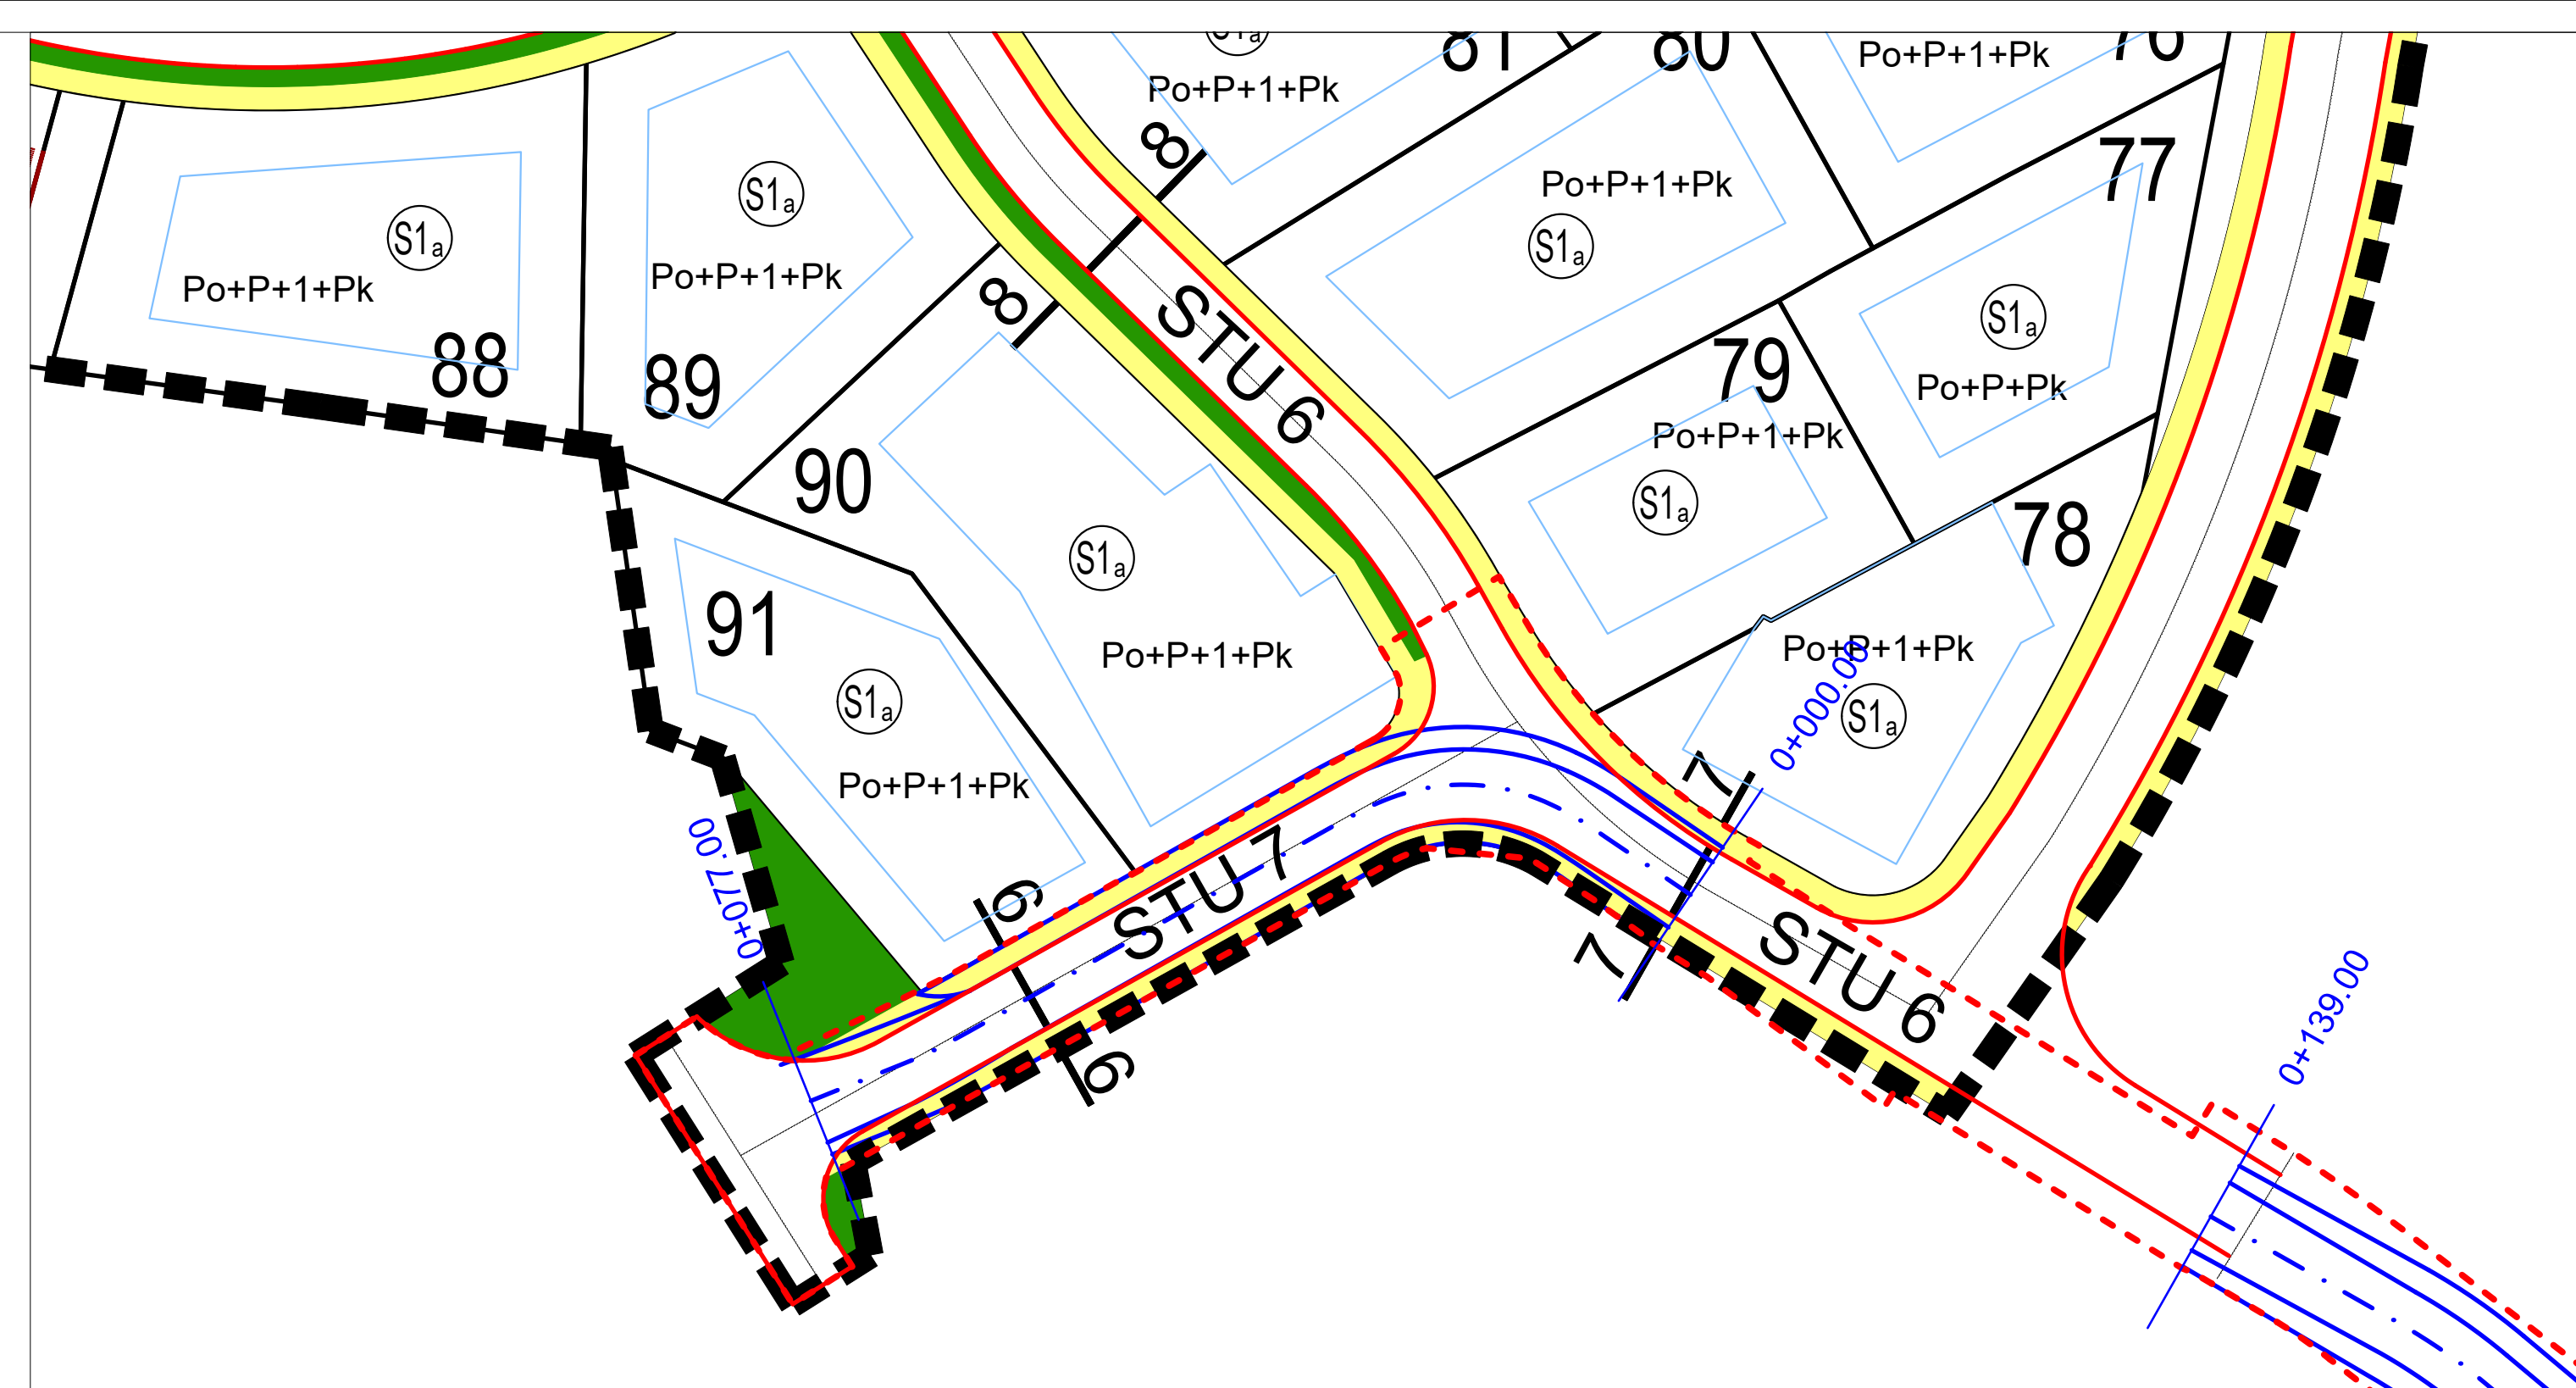 S1a
Po+P+1+Pk
81
80
Po+P+1+Pk
76
8
77
S1a
Po+P+1+Pk
S1a
Po+P+1+Pk
88
S1a
Po+P+1+Pk
89
8
STU 6
S1a
Po+P+Pk
79
Po+P+1+Pk
S1a
90
S1a
Po+P+1+Pk
78
Po+P+1+Pk
S1a
91
S1a
Po+P+1+Pk
0+000.00
7
7
0+077.00
6
STU 7
6
STU 6
0+139.00